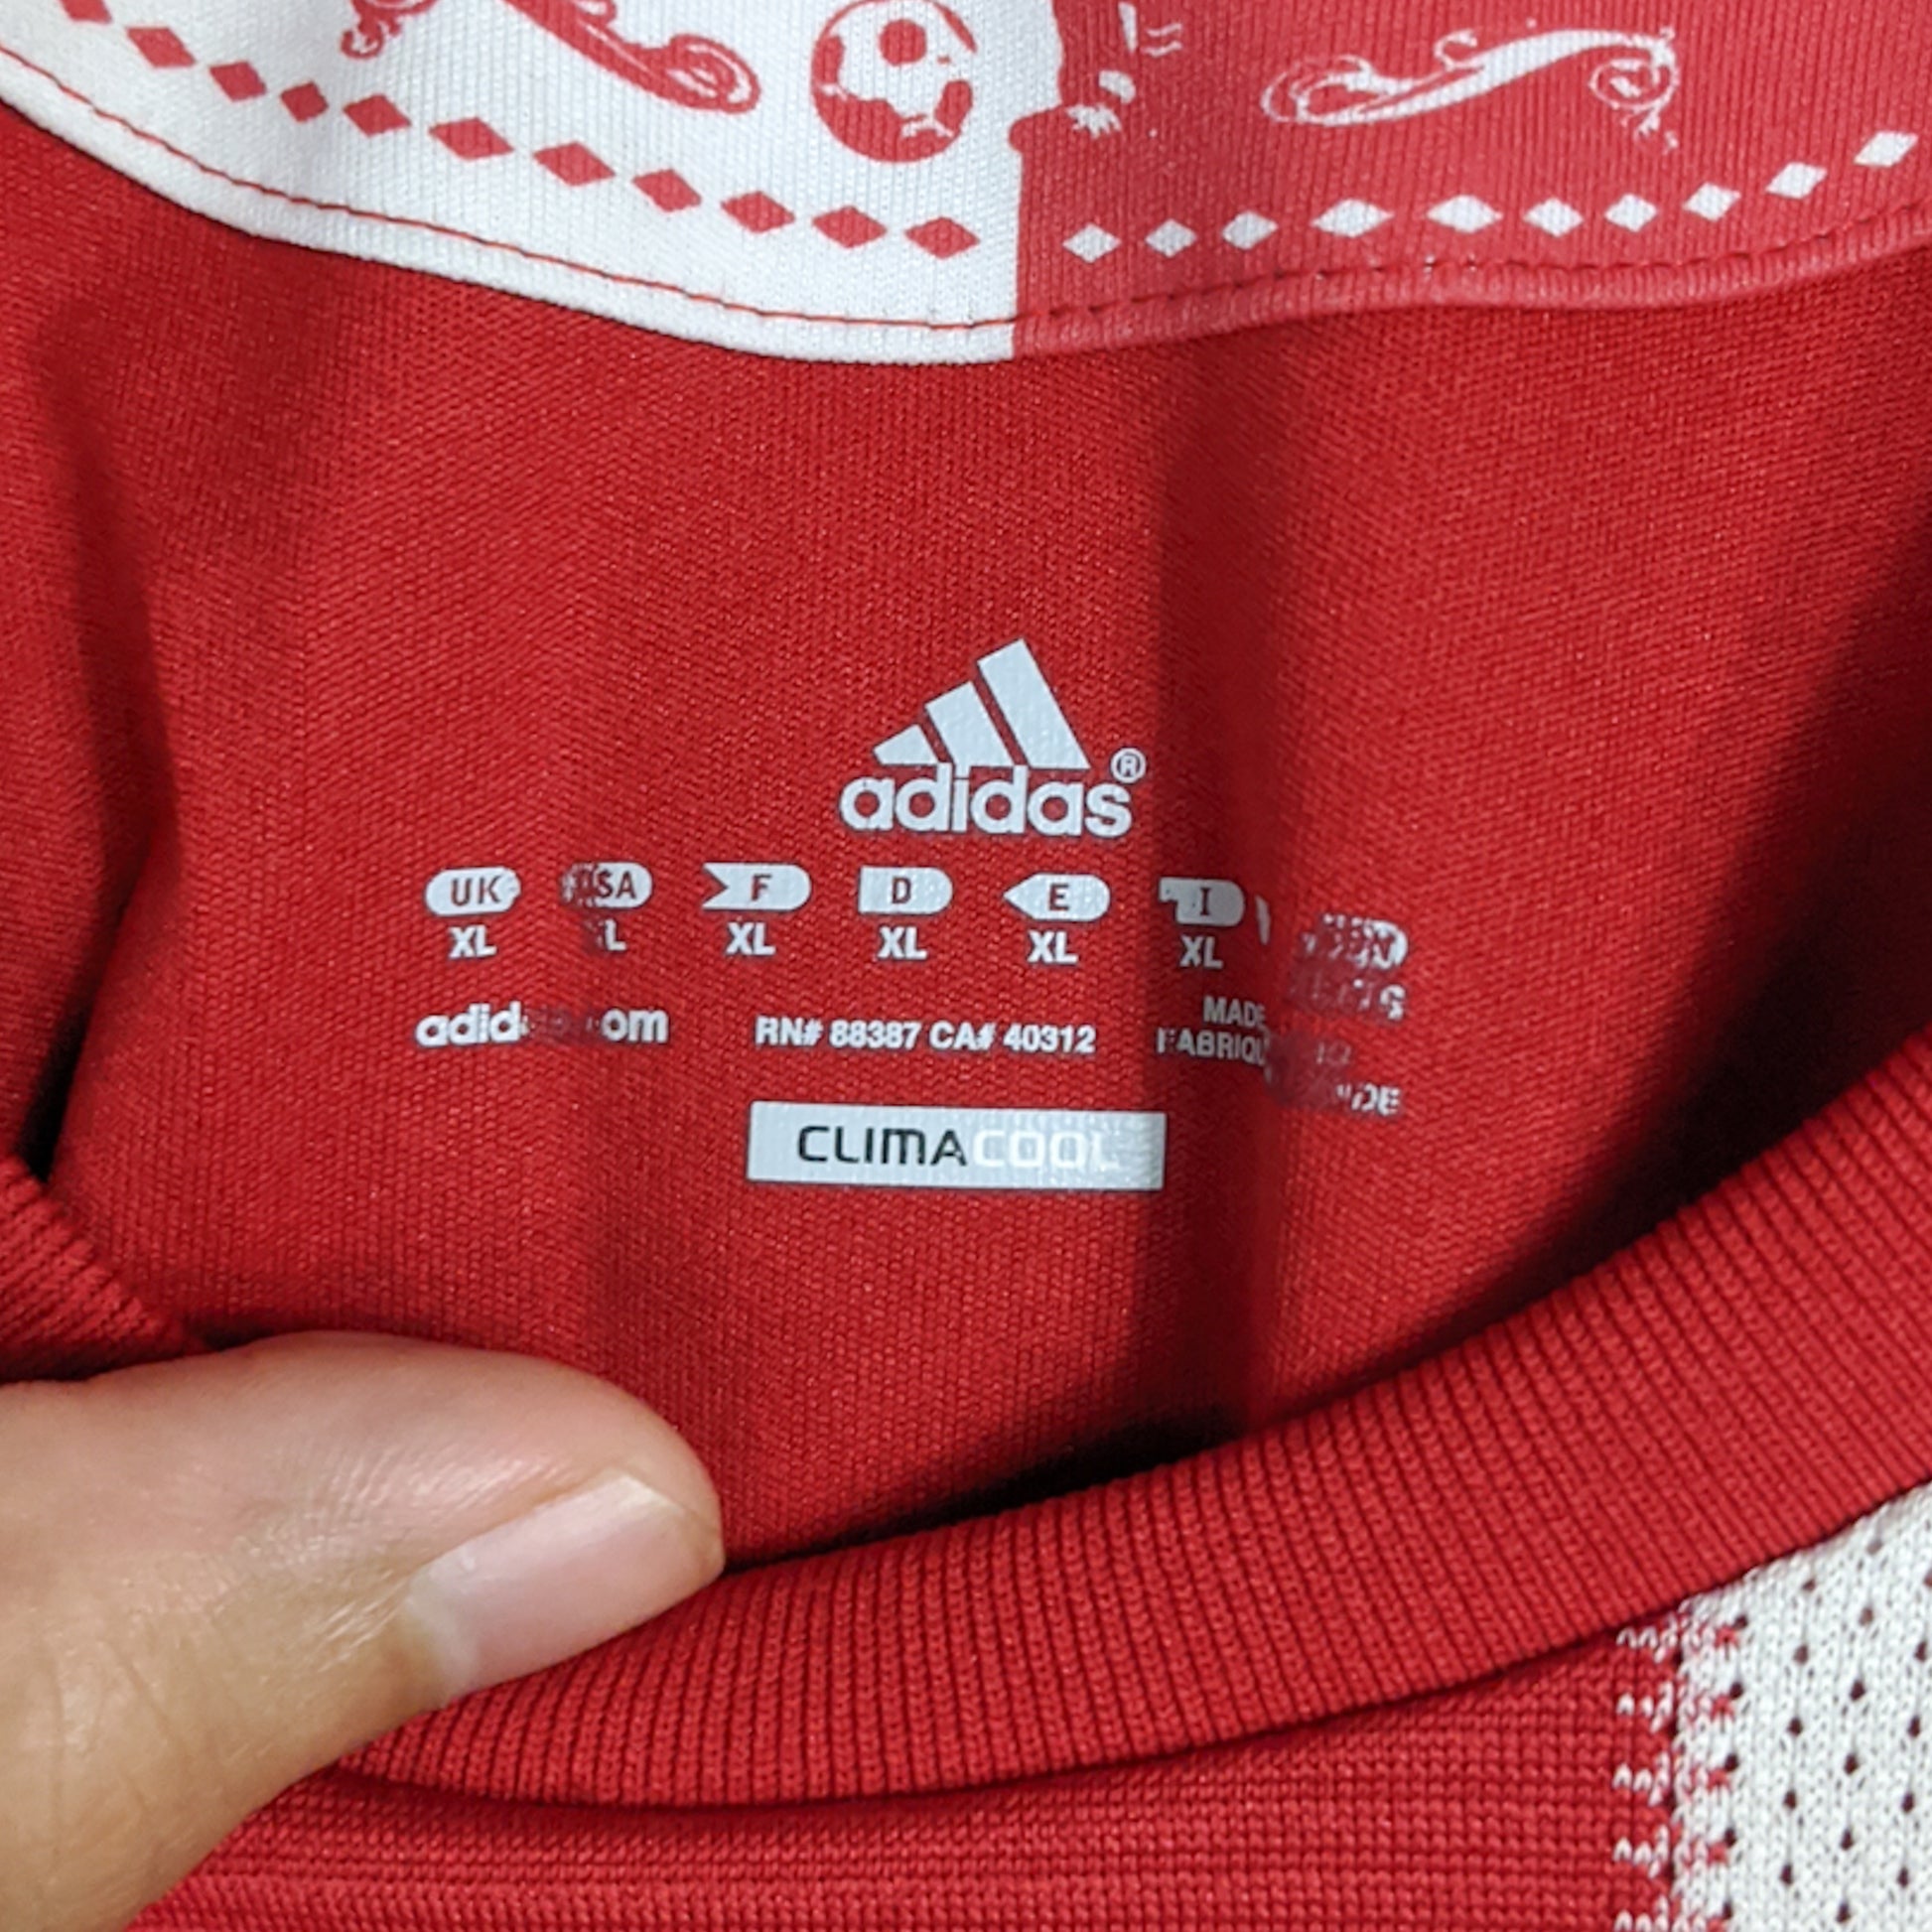 adidas®
UK F D E I
XL XL XL XL XL
RN# 88387 CA# 40312 MADE
CLIMACOOL